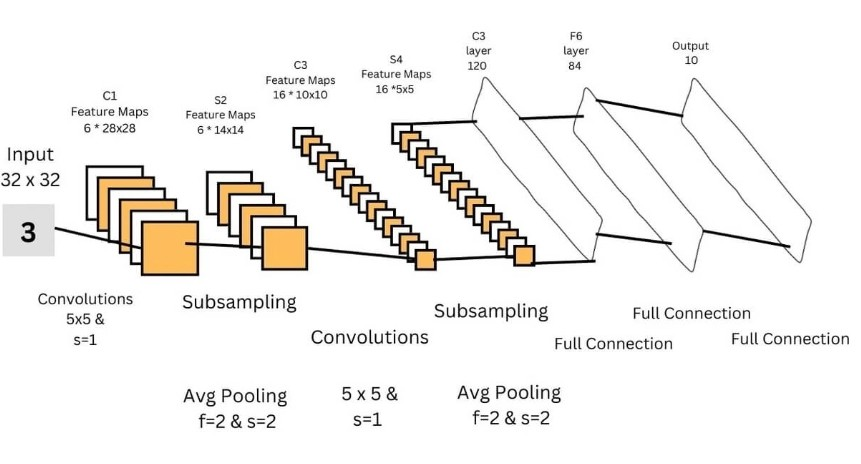 C3
layer
120
F6
layer
84
Output
10
C3
Feature Maps
16 * 10x10
S4
Feature Maps
16 *5x5
C1
Feature Maps
6 * 28x28
S2
Feature Maps
6 * 14x14
Input
32 x 32
3
Convolutions
5x5 &
s=1
Subsampling
Convolutions
Subsampling
Full Connection
Full Connection
Full Connection
Avg Pooling
f=2 & s=2
5 x 5 &
s=1
Avg Pooling
f=2 & s=2